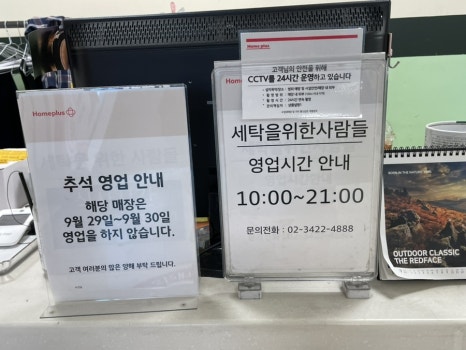 Homeplus
추석 영업 안내
해당 매장은
9월 29일~9월 30일
영업을 하지 않습니다.
고객 여러분의 많은 양해 부탁 드립니다.
Home plus
고객님의 안전을 위해
CCTV를 24시간 운영하고 있습니다
세탁을위한사람들
영업시간 안내
10:00~21:00
문의전화 : 02-3422-4888
OUTDOOR CLASSIC
THE REDFACE